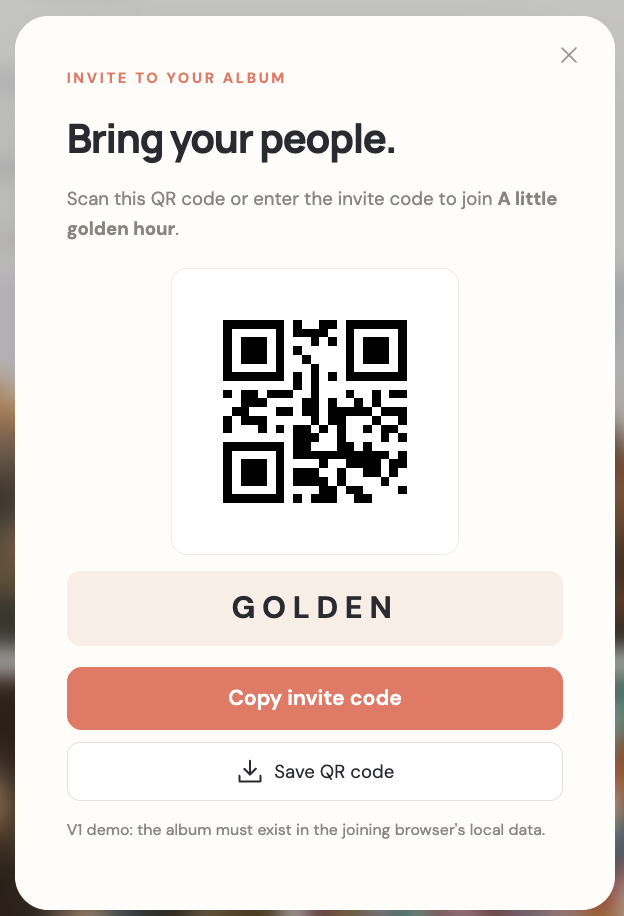 INVITE TO YOUR ALBUM
Bring your people.
Scan this QR code or enter the invite code to join A little
golden hour.
GOLDEN
Copy invite code
Save QR code
V1 demo: the album must exist in the joining browser's local data.